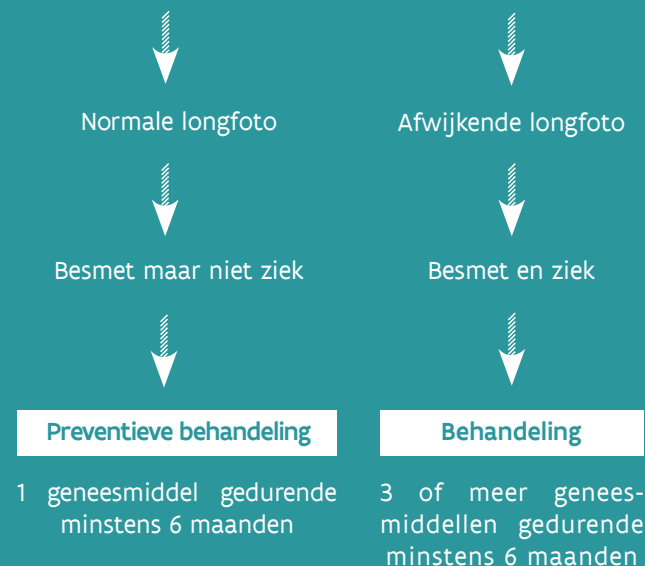 Normale longfoto
Besmet maar niet ziek
Preventieve behandeling
1 geneesmiddel gedurende
minstens 6 maanden
Afwijkende longfoto
Besmet en ziek
Behandeling
3 of meer genees-
middellen gedurende
minstens 6 maanden